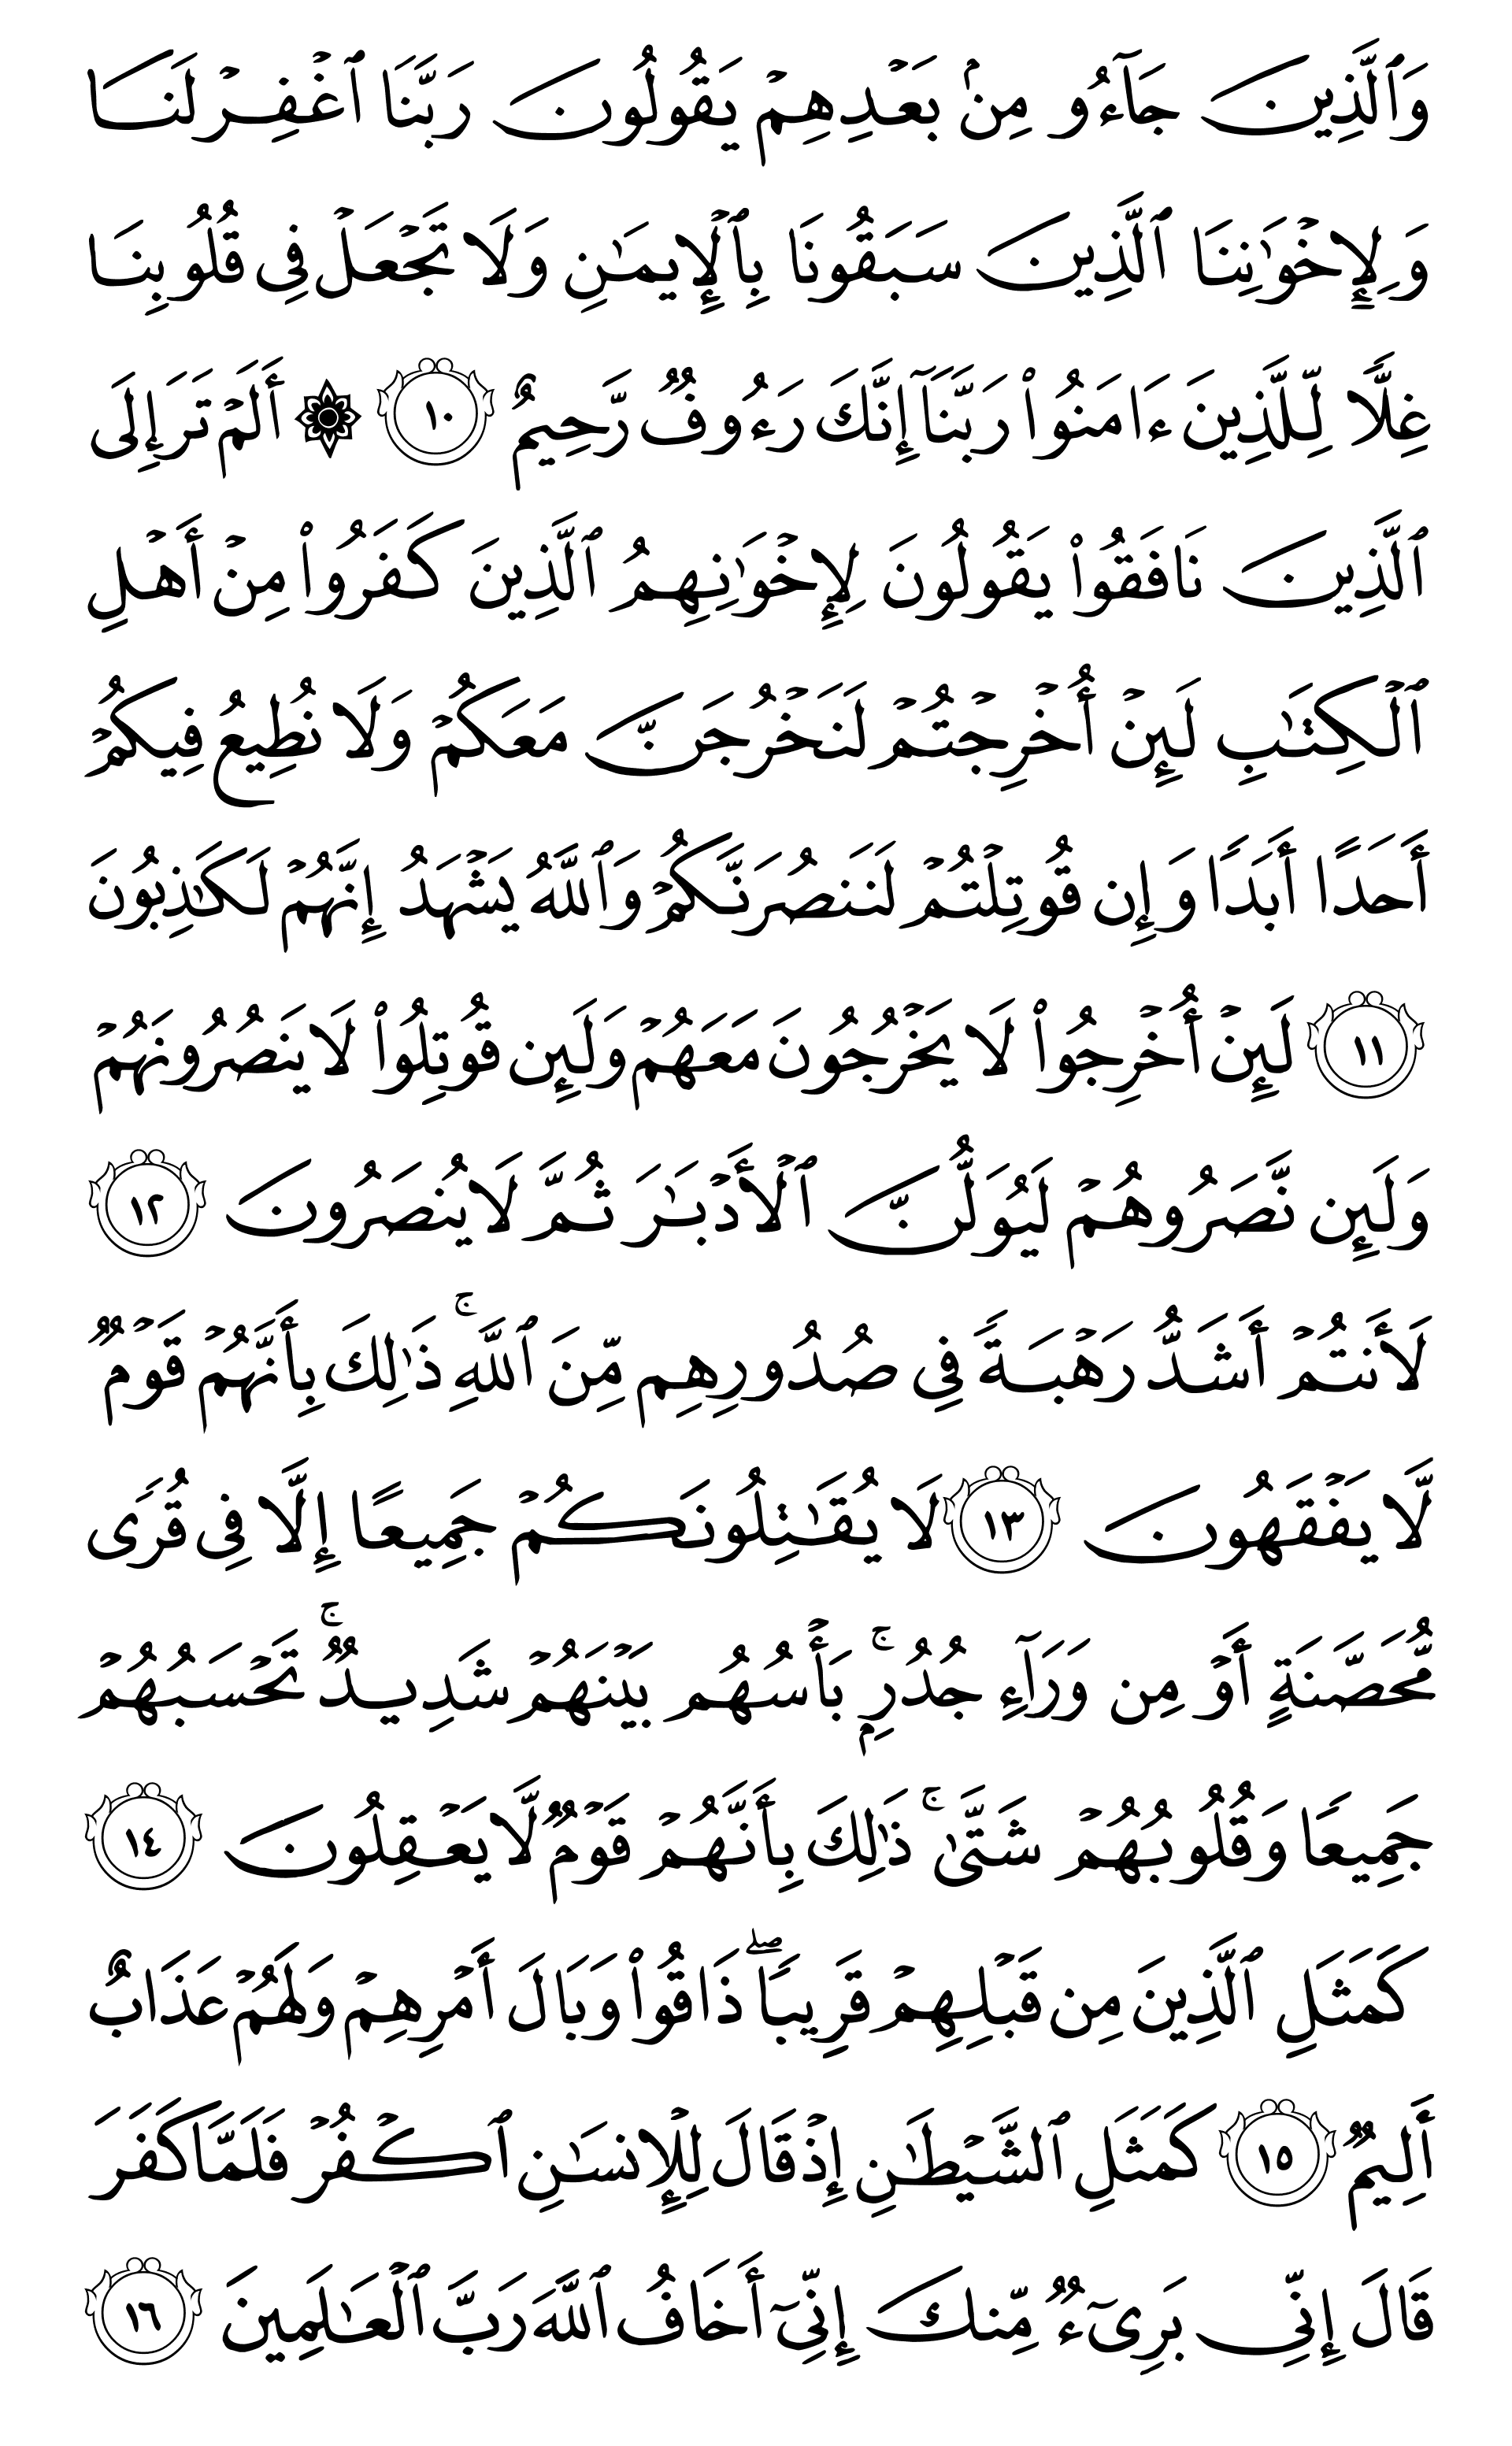 وَٱلَّذِينَ جَآءُو مِنۢ بَعۡدِهِمۡ يَقُولُونَ رَبَّنَا ٱغۡفِرۡ لَنَا
وَلِإِخۡوَٰنِنَا ٱلَّذِينَ سَبَقُونَا بِٱلۡإِيمَٰنِ وَلَا تَجۡعَلۡ فِي قُلُوبِنَا
غِلّٗا لِّلَّذِينَ ءَامَنُواْ رَبَّنَآ إِنَّكَ رَءُوفٞ رَّحِيمٌ ١٠ ۞ أَلَمۡ تَرَ إِلَى
ٱلَّذِينَ نَافَقُواْ يَقُولُونَ لِإِخۡوَٰنِهِمُ ٱلَّذِينَ كَفَرُواْ مِنۡ أَهۡلِ
ٱلۡكِتَٰبِ لَئِنۡ أُخۡرِجۡتُمۡ لَنَخۡرُجَنَّ مَعَكُمۡ وَلَا نُطِيعُ فِيكُمۡ
أَحَدًا أَبَدٗا وَإِن قُوتِلۡتُمۡ لَنَنصُرَنَّكُمۡ وَٱللَّهُ يَشۡهَدُ إِنَّهُمۡ لَكَٰذِبُونَ
١١ لَئِنۡ أُخۡرِجُواْ لَا يَخۡرُجُونَ مَعَهُمۡ وَلَئِن قُوتِلُواْ لَا يَنصُرُونَهُمۡ
وَلَئِن نَّصَرُوهُمۡ لَيُوَلُّنَّ ٱلۡأَدۡبَٰرَ ثُمَّ لَا يُنصَرُونَ ١٢
لَأَنتُمۡ أَشَدُّ رَهۡبَةٗ فِي صُدُورِهِم مِّنَ ٱللَّهِۚ ذَٰلِكَ بِأَنَّهُمۡ قَوۡمٞ
لَّا يَفۡقَهُونَ ١٣ لَا يُقَٰتِلُونَكُمۡ جَمِيعًا إِلَّا فِي قُرٗى
مُّحَصَّنَةٍ أَوۡ مِن وَرَآءِ جُدُرِۭۚ بَأۡسُهُم بَيۡنَهُمۡ شَدِيدٞۚ تَحۡسَبُهُمۡ
جَمِيعٗا وَقُلُوبُهُمۡ شَتَّىٰۚ ذَٰلِكَ بِأَنَّهُمۡ قَوۡمٞ لَّا يَعۡقِلُونَ ١٤
كَمَثَلِ ٱلَّذِينَ مِن قَبۡلِهِمۡ قَرِيبٗاۖ ذَاقُواْ وَبَالَ أَمۡرِهِمۡ وَلَهُمۡ عَذَابٌ
أَلِيمٞ ١٥ كَمَثَلِ ٱلشَّيۡطَٰنِ إِذۡ قَالَ لِلۡإِنسَٰنِ ٱكۡفُرۡ فَلَمَّا كَفَرَ
قَالَ إِنِّي بَرِيٓءٞ مِّنكَ إِنِّيٓ أَخَافُ ٱللَّهَ رَبَّ ٱلۡعَٰلَمِينَ ١٦